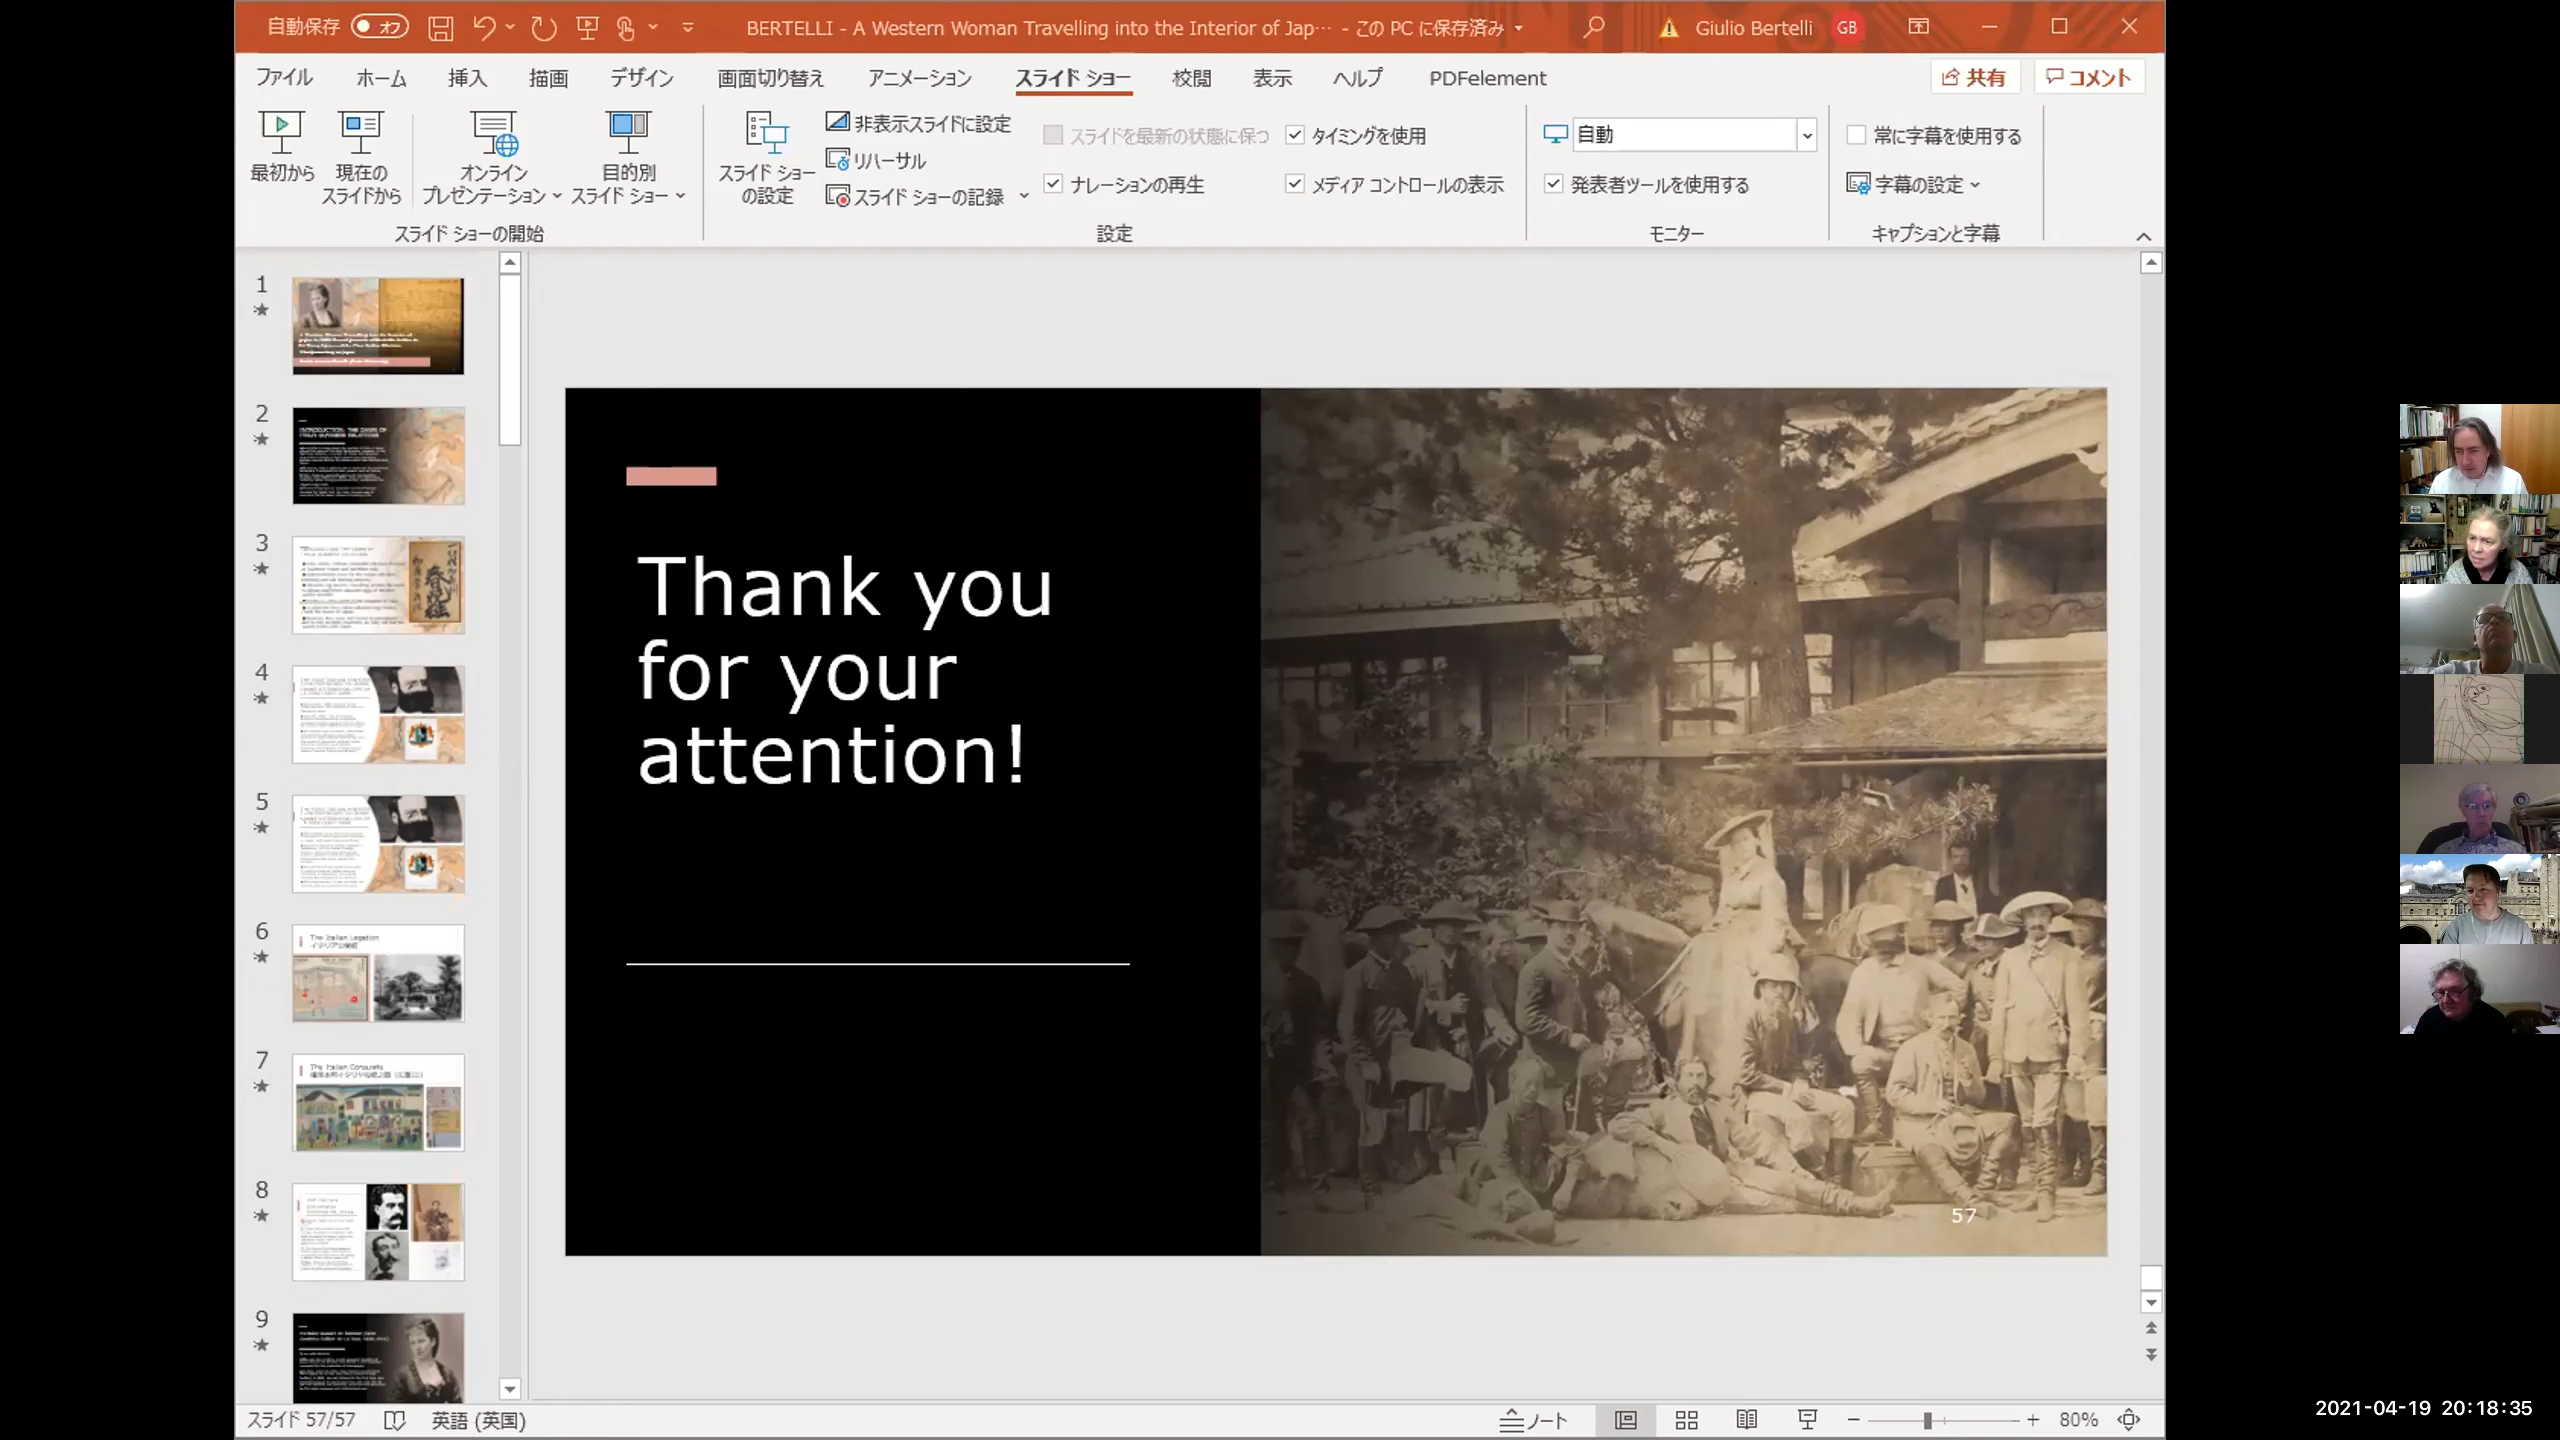 自動保存 オフ
BERTELLI - A Western Woman Travelling into the Interior of Jap… - この PC に保存済み
Giulio Bertelli GB
ファイル ホーム 挿入 描画 デザイン 画面切り替え アニメーション スライド ショー 校閲 表示 ヘルプ PDFelement 共有 コメント
最初から
現在の
スライドから
オンライン
プレゼンテーション
目的別
スライド ショー
スライド ショーの開始
スライド ショー
の設定
非表示スライドに設定
リハーサル
スライド ショーの記録
スライドを最新の状態に保つ
ナレーションの再生
タイミングを使用
メディア コントロールの表示
設定
自動
発表者ツールを使用する
モニター
常に字幕を使用する
字幕の設定
キャプションと字幕
1
2
3
4
5
6
The Italian Legation
7
The Italian Consulate
8
9
Thank you
for your
attention!
57
スライド 57/57 英語 (英国)
ノート
80%
2021-04-19 20:18:35